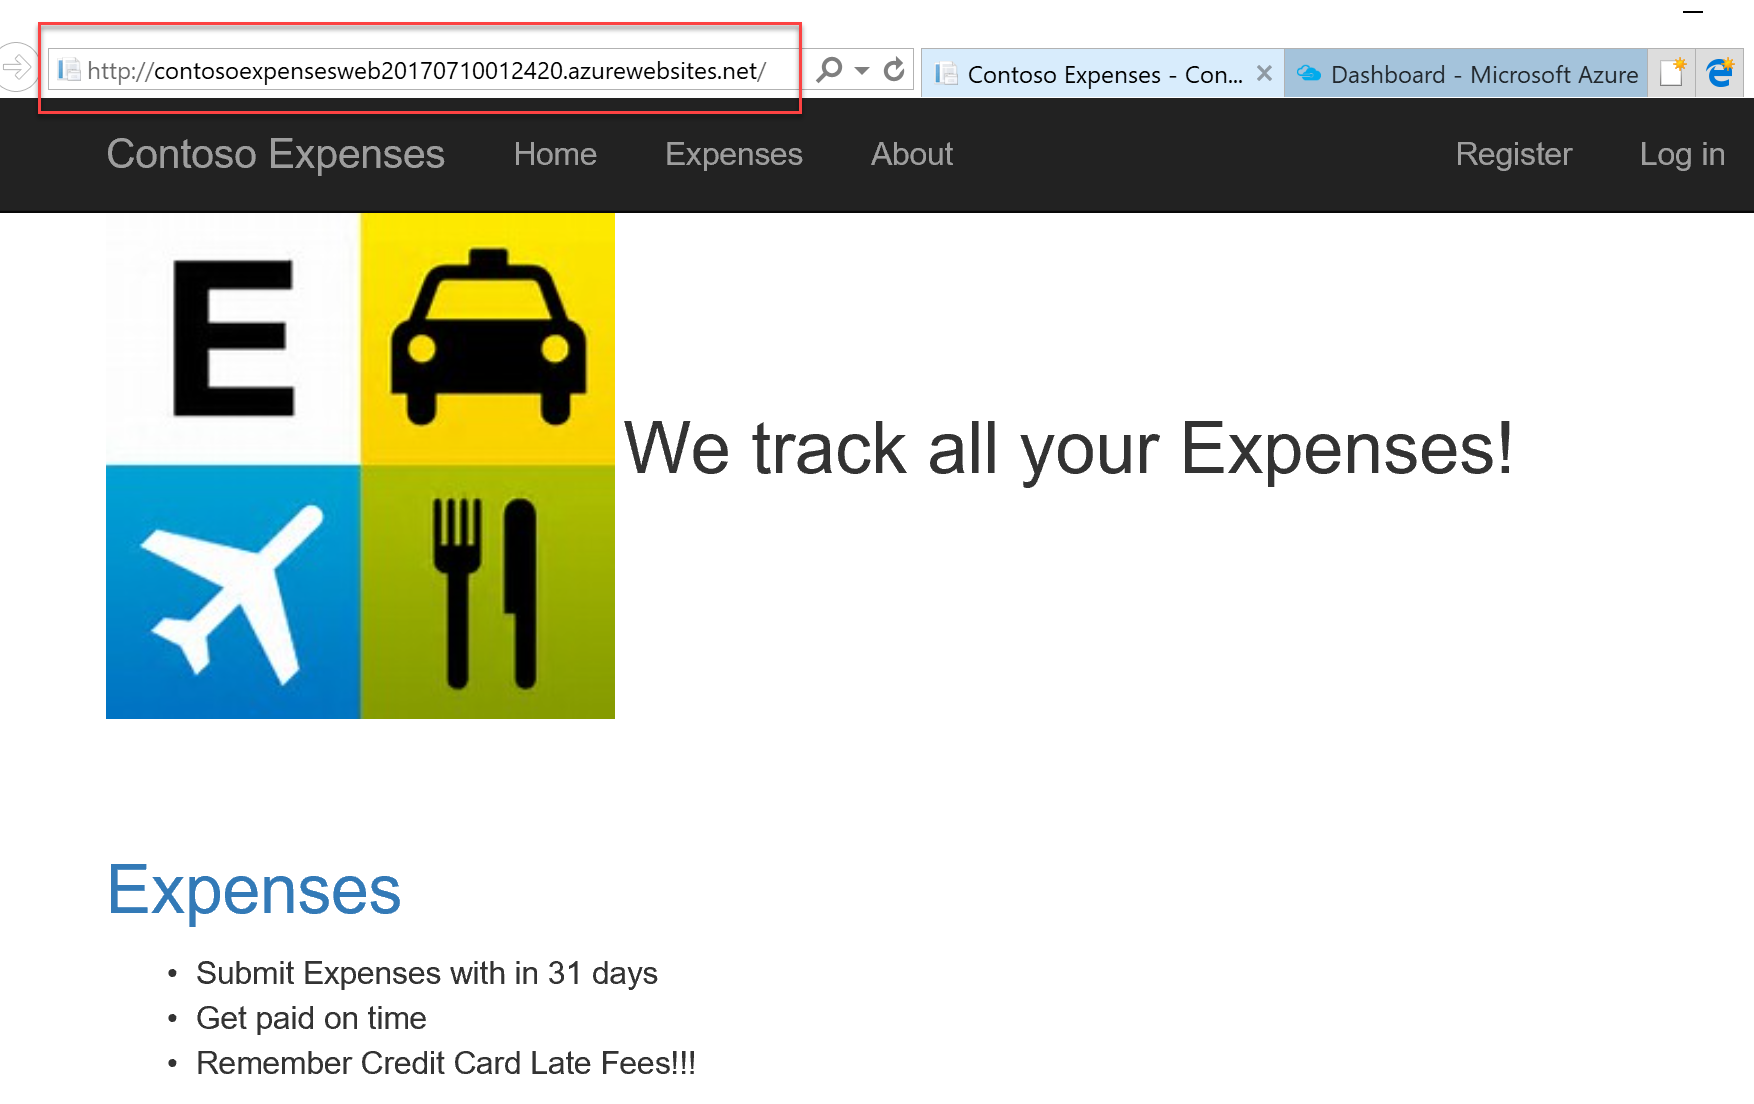 http://contosoexpensesweb20170710012420.azurewebsites.net/
Contoso Expenses - Con...
Dashboard - Microsoft Azure
Contoso Expenses Home Expenses About Register Log in
E
We track all your Expenses!
Expenses
• Submit Expenses with in 31 days
• Get paid on time
• Remember Credit Card Late Fees!!!